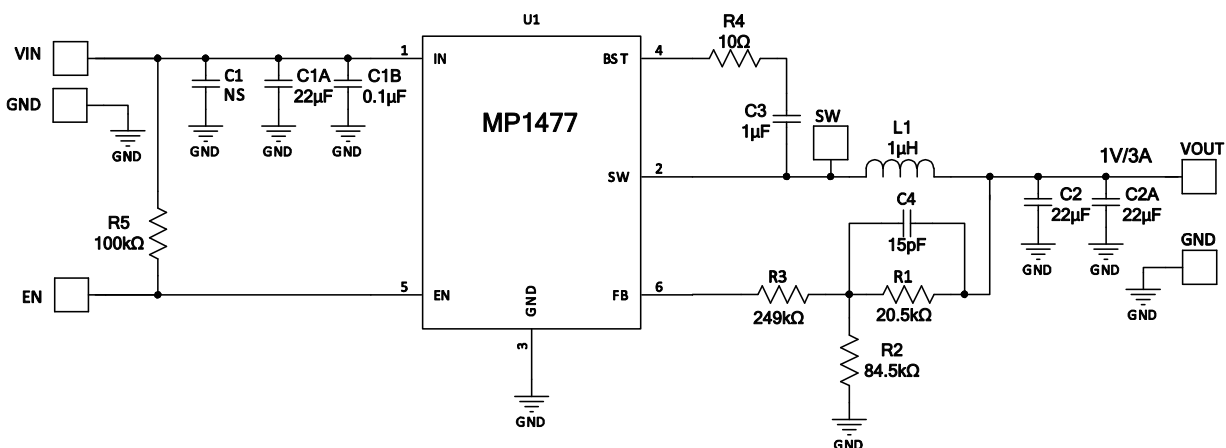 U1
VIN
GND
GND
C1
NS
GND
C1A
22µF
GND
C1B
0.1µF
GND
R5
100kΩ
EN
1
IN
5
EN
MP1477
BST
4
SW
2
FB
6
GND
3
GND
R4
10Ω
C3
1µF
SW
L1
1µH
C4
15pF
R3
249kΩ
R1
20.5kΩ
R2
84.5kΩ
GND
1V/3A
VOUT
C2
22µF
GND
C2A
22µF
GND
GND
GND